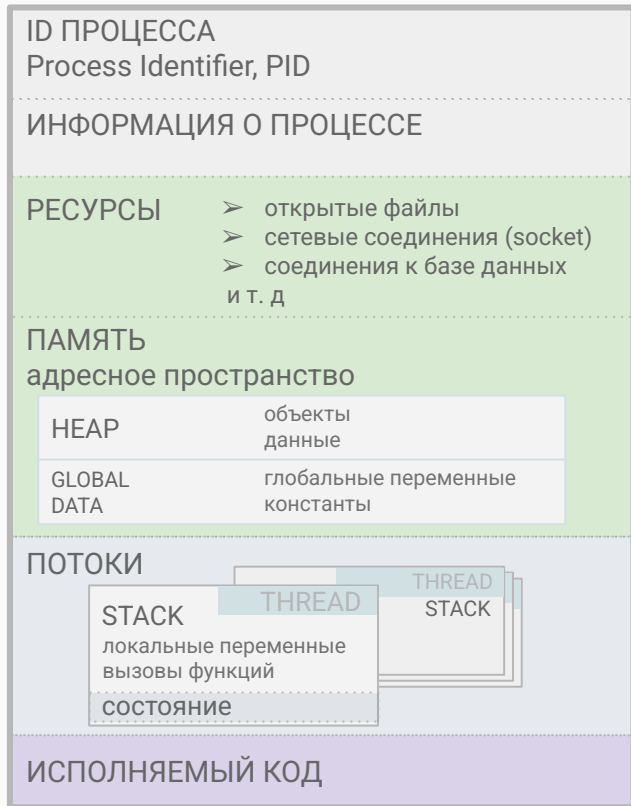 ID ПРОЦЕССА
Process Identifier, PID
ИНФОРМАЦИЯ О ПРОЦЕССЕ
РЕСУРСЫ
➢ открытые файлы
➢ сетевые соединения (socket)
➢ соединения к базе данных
и т. д
ПАМЯТЬ
адресное пространство
HEAP
объекты
данные
GLOBAL
DATA
глобальные переменные
константы
ПОТОКИ
THREAD
STACK
локальные переменные
вызовы функций
состояние
THREAD
STACK
ИСПОЛНЯЕМЫЙ КОД